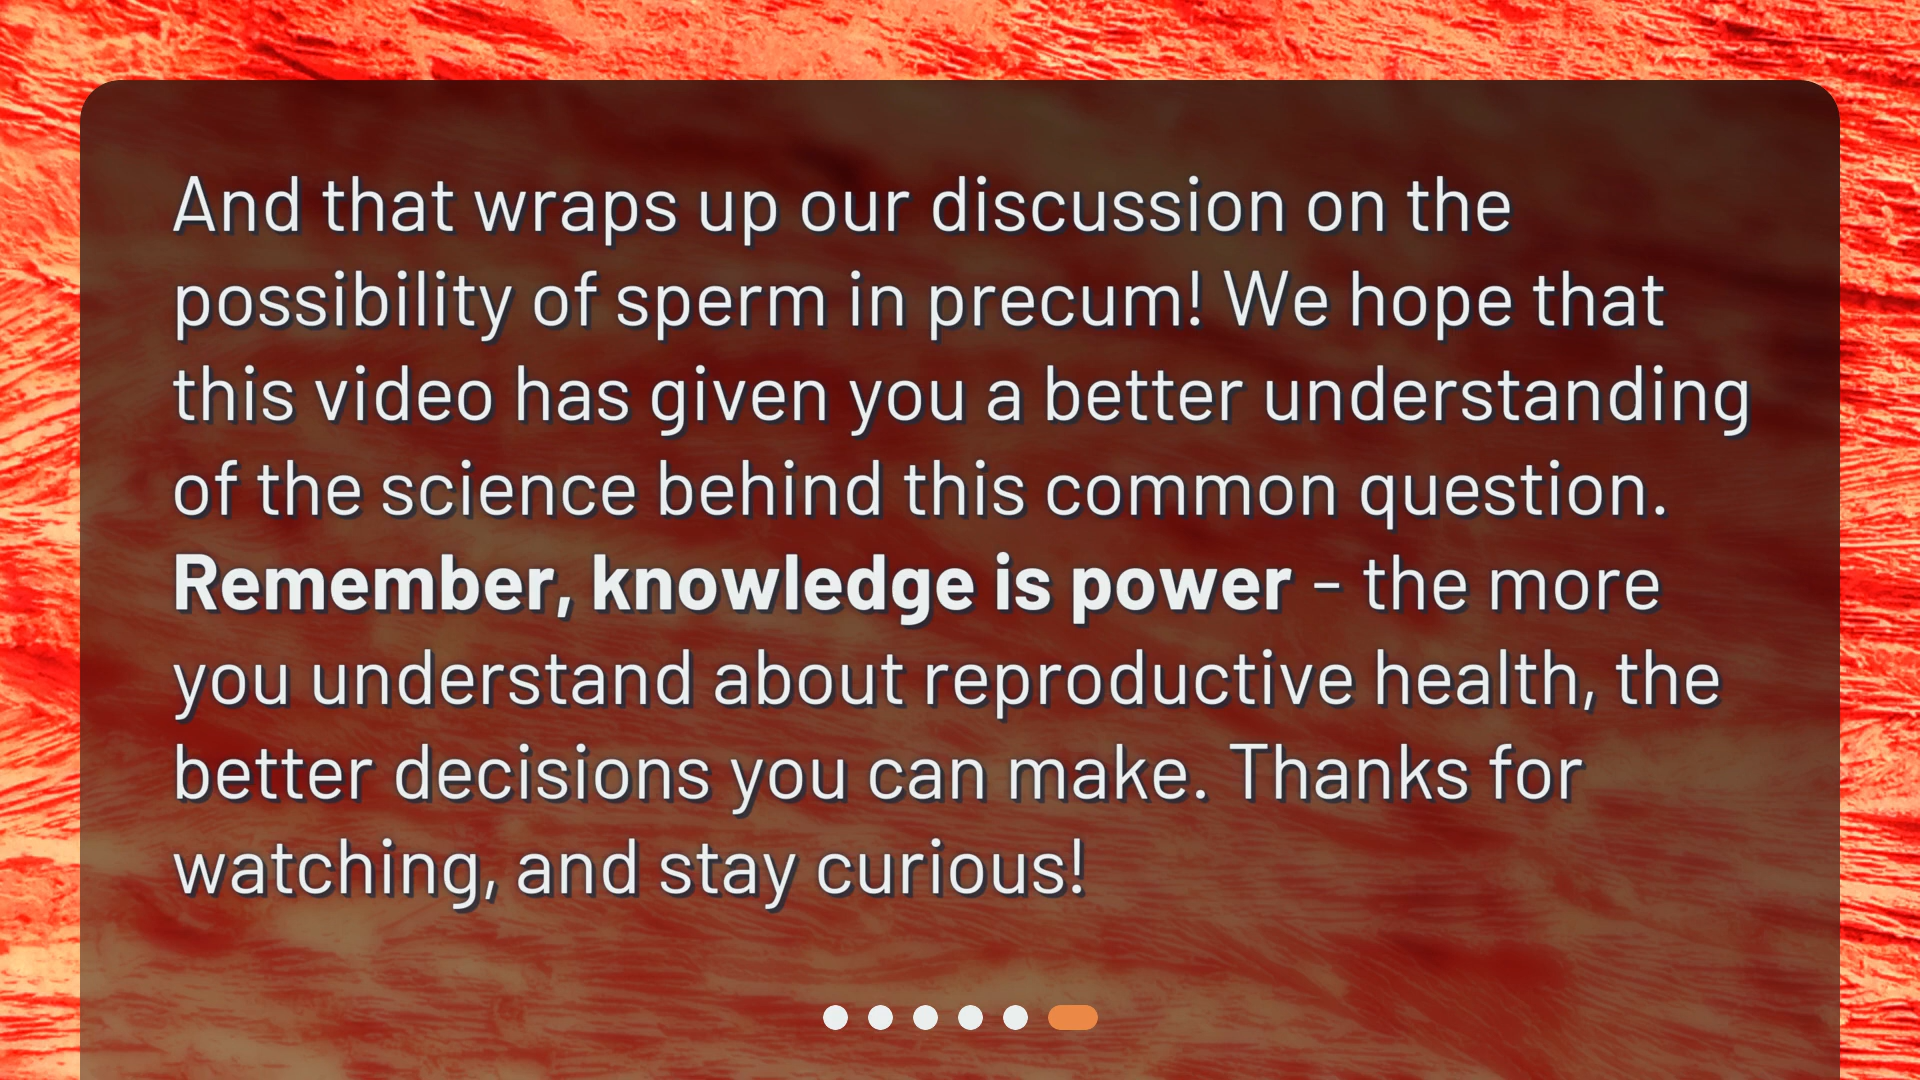 And that wraps up our discussion on the
possibility of sperm in precum! We hope that
this video has given you a better understanding
of the science behind this common question.
Remember, knowledge is power – the more
you understand about reproductive health, the
better decisions you can make. Thanks for
watching, and stay curious!